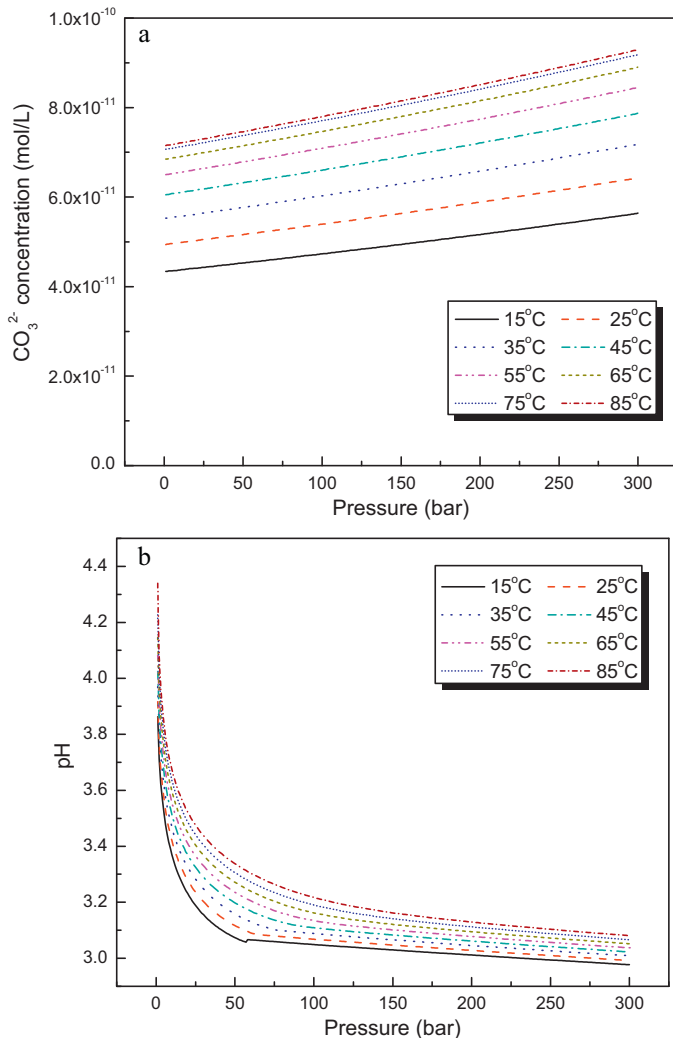 a
1.0x10⁻¹⁰
8.0x10⁻¹¹
6.0x10⁻¹¹
4.0x10⁻¹¹
2.0x10⁻¹¹
0.0
CO₃²⁻ concentration (mol/L)
15°C 25°C
35°C 45°C
55°C 65°C
75°C 85°C
0 50 100 150 200 250 300
Pressure (bar)
b
4.4
4.2
4.0
3.8
3.6
3.4
3.2
3.0
pH
15°C 25°C
35°C 45°C
55°C 65°C
75°C 85°C
0 50 100 150 200 250 300
Pressure (bar)